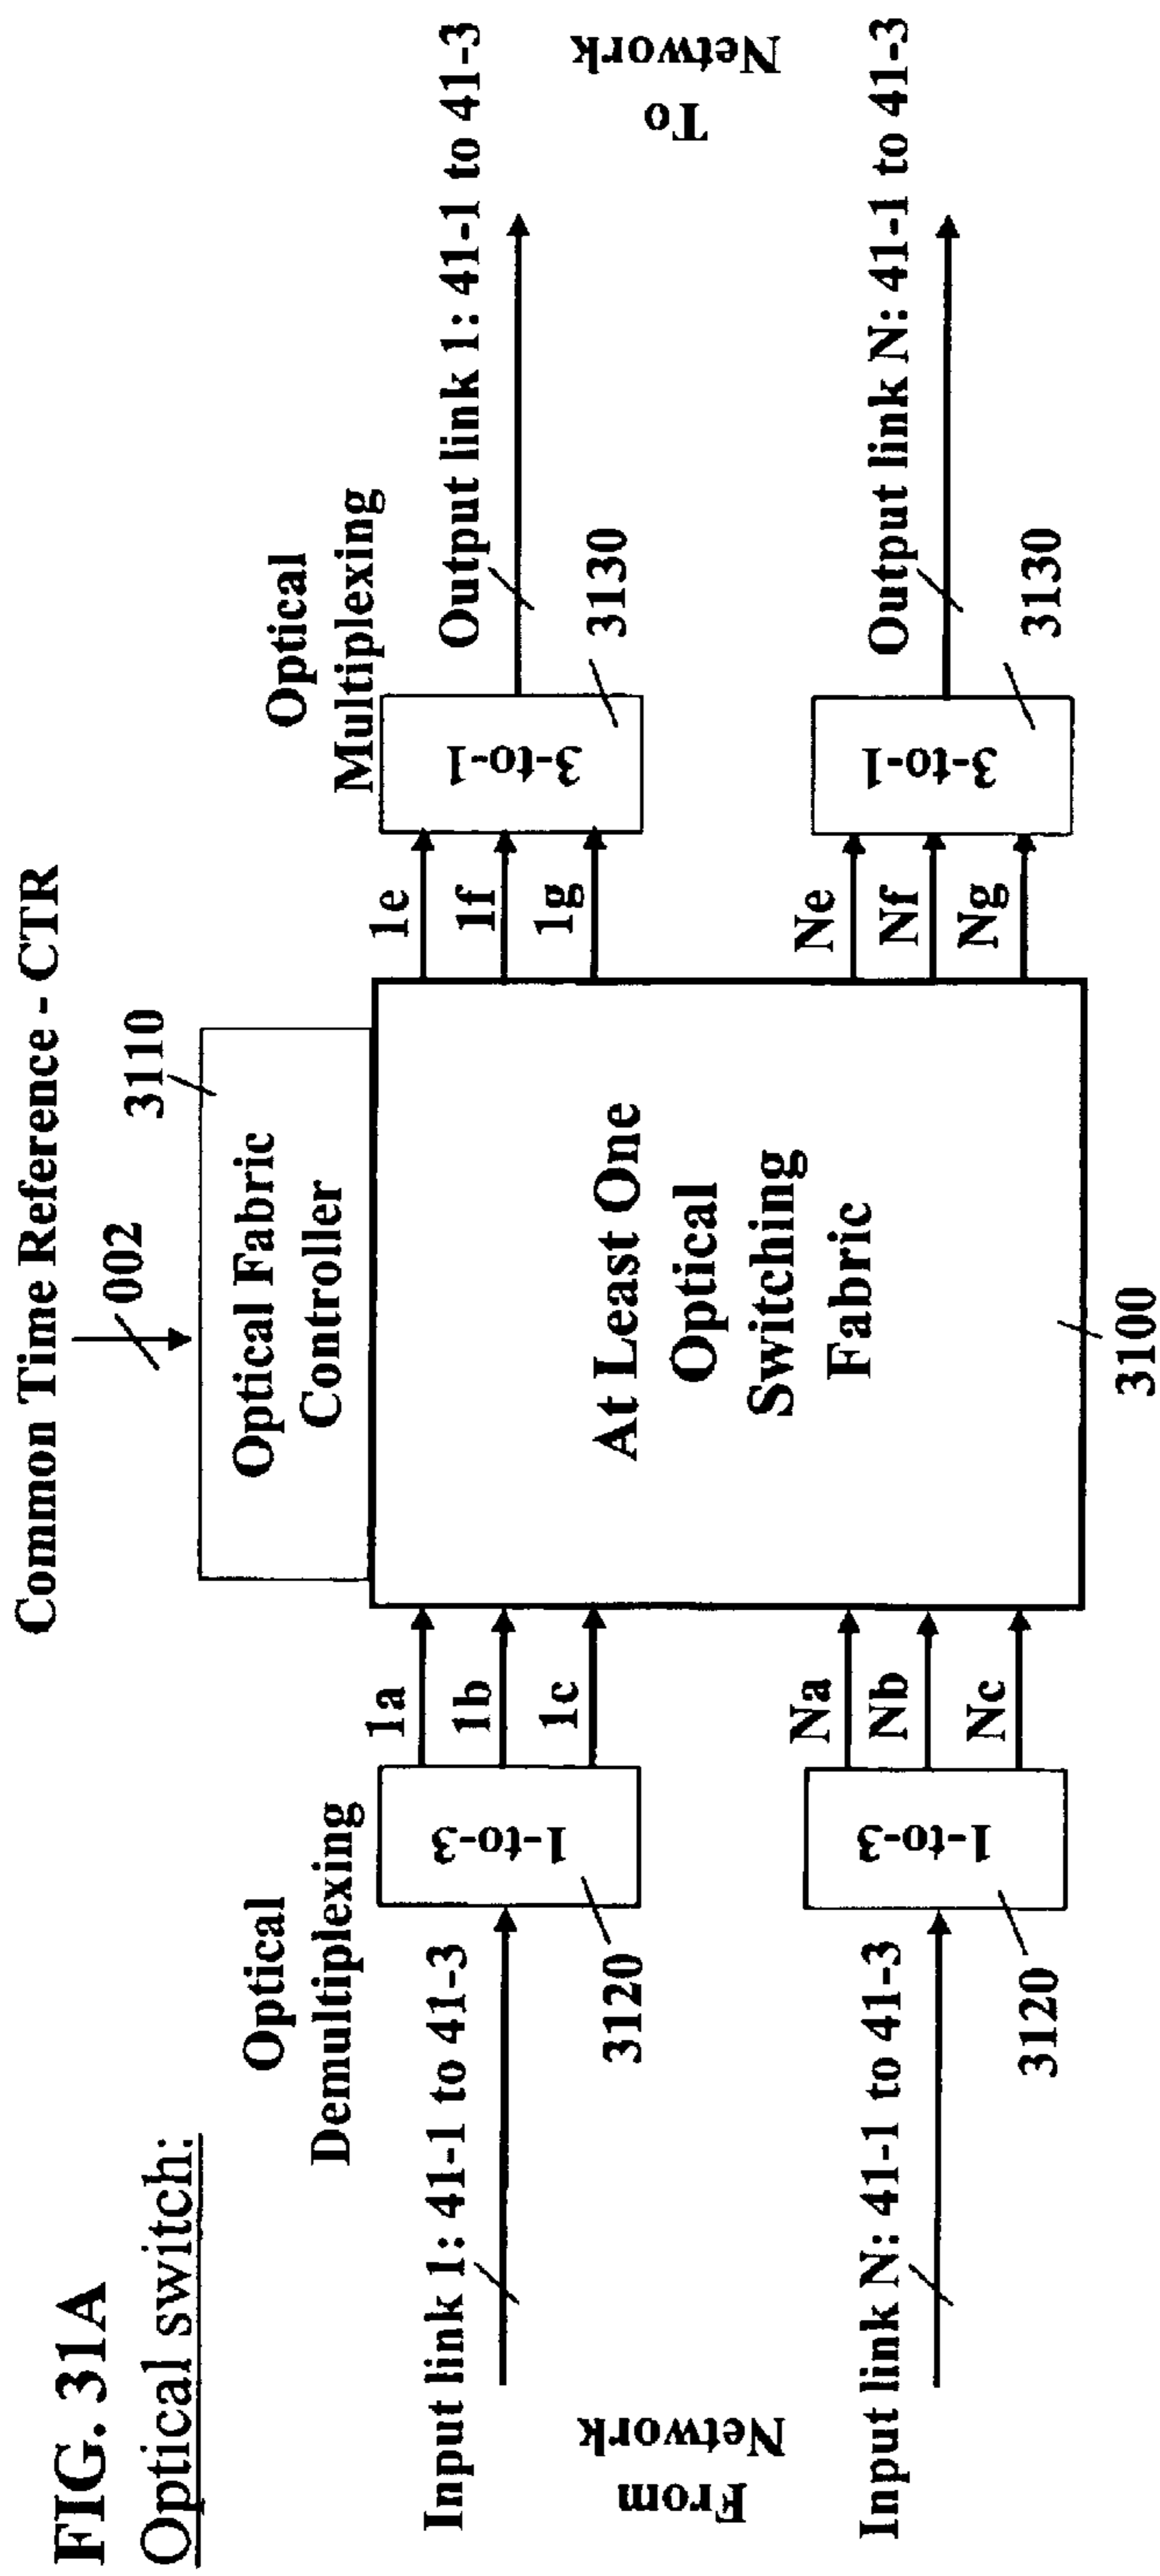 FIG. 31A
Optical switch:
Common Time Reference - CTR
002
3110
Optical Fabric
Controller
Optical
Demultiplexing
Optical
Multiplexing
From
Network
Input link 1: 41-1 to 41-3
1-to-3
3120
1a
1b
1c
Input link N: 41-1 to 41-3
1-to-3
3120
Na
Nb
Nc
At Least One
Optical
Switching
Fabric
3100
1e
1f
1g
3-to-1
3130
Output link 1: 41-1 to 41-3
Ne
Nf
Ng
3-to-1
3130
Output link N: 41-1 to 41-3
To
Network